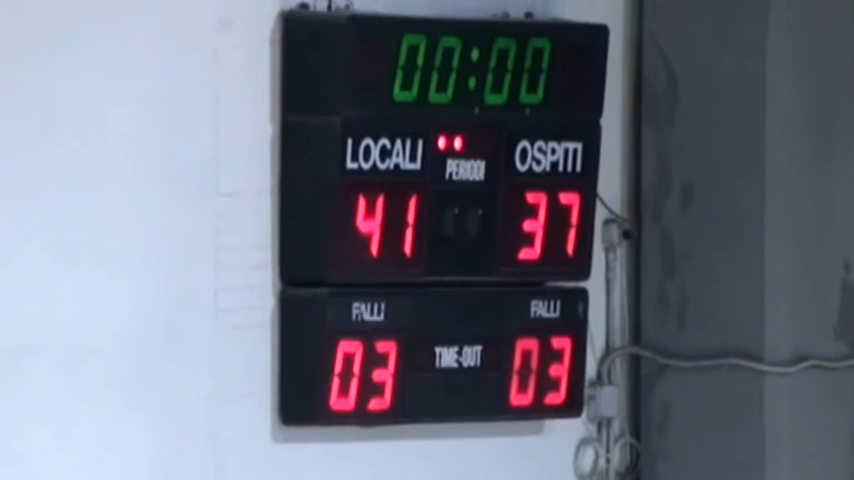 00:00
LOCALI OSPITI
PERIODI
41 37
FALLI FALLI
03 TIME-OUT 03